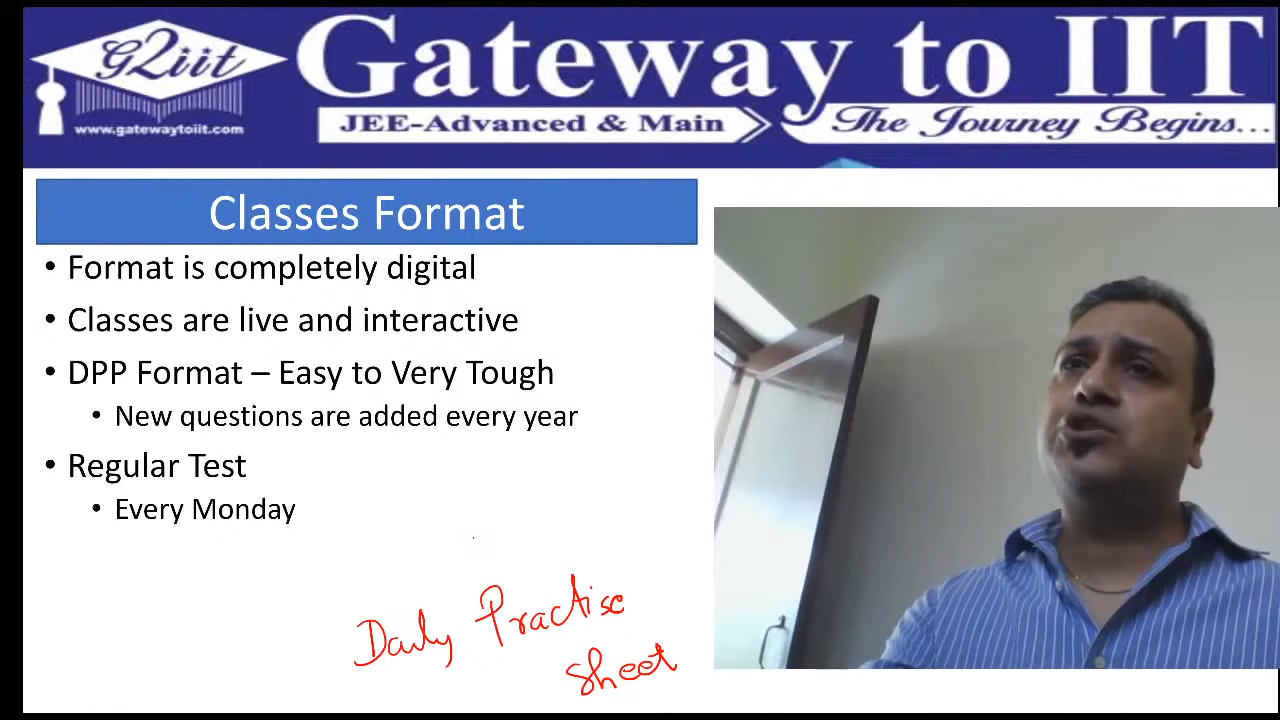 G2iit
www.gatewaytoiit.com
Gateway to IIT
JEE-Advanced & Main
The Journey Begins...
Classes Format
• Format is completely digital
• Classes are live and interactive
• DPP Format – Easy to Very Tough
• New questions are added every year
• Regular Test
• Every Monday
Daily Practise
Sheet